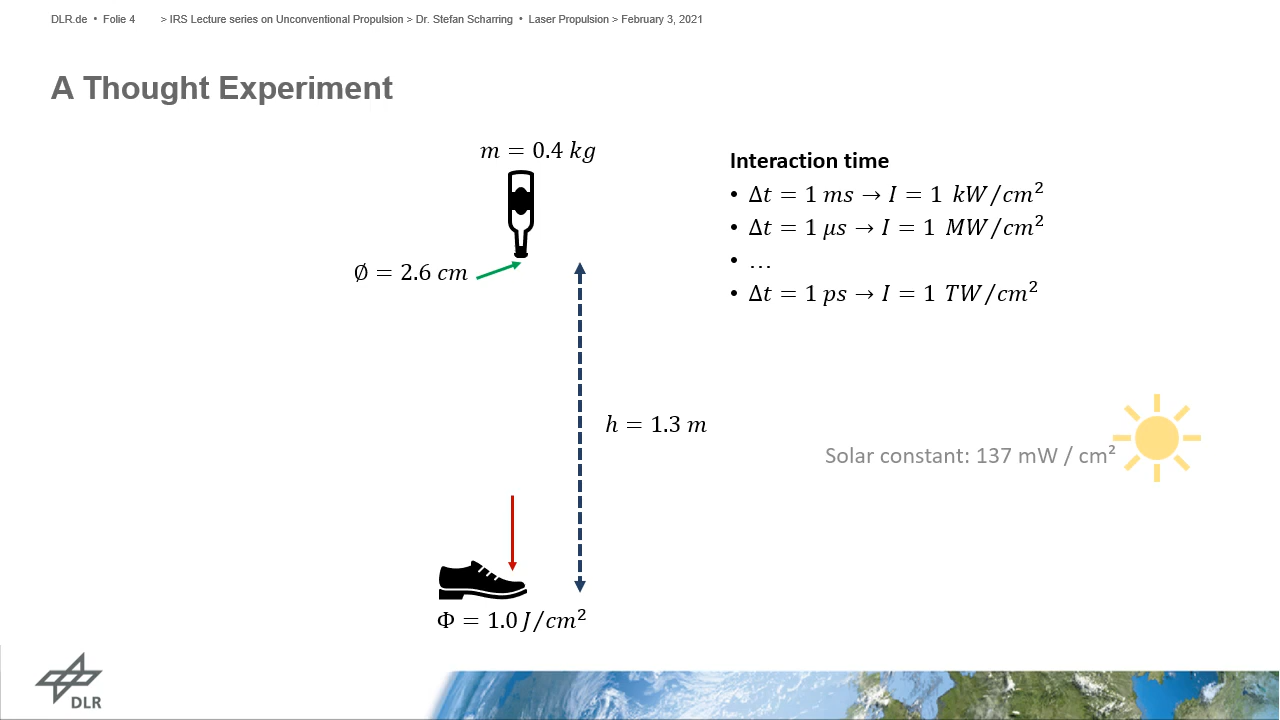 DLR.de • Folie 4 > IRS Lecture series on Unconventional Propulsion > Dr. Stefan Scharring • Laser Propulsion > February 3, 2021
A Thought Experiment
m = 0.4 kg
∅ = 2.6 cm
h = 1.3 m
Φ = 1.0 J/cm²
Interaction time
• Δt = 1 ms → I = 1 kW/cm²
• Δt = 1 μs → I = 1 MW/cm²
• …
• Δt = 1 ps → I = 1 TW/cm²
Solar constant: 137 mW / cm²
DLR